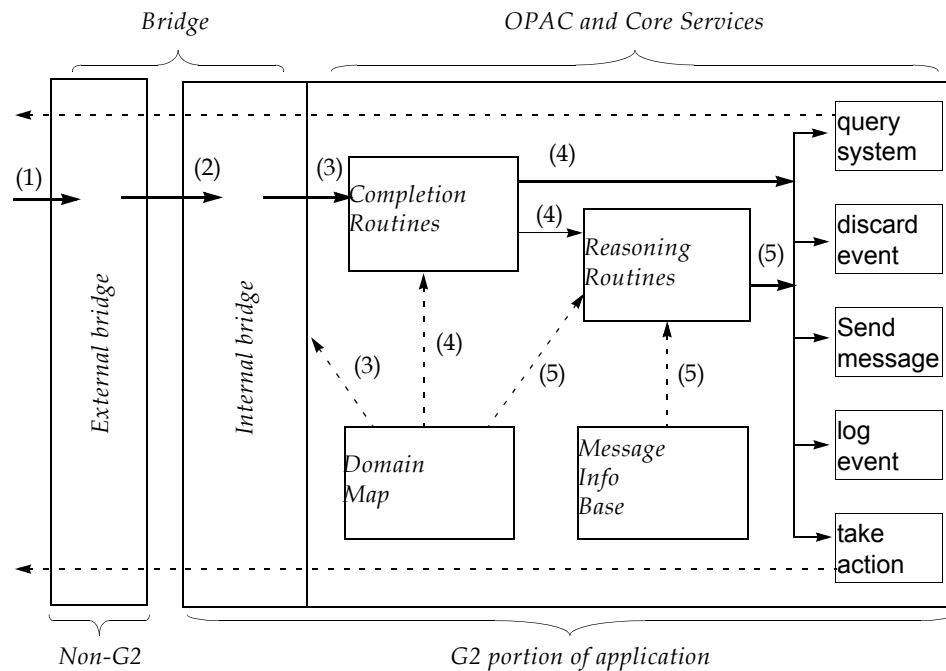 Bridge
OPAC and Core Services
query
system
(1)
(2)
(3)
(4)
Completion
Routines
(4)
Reasoning
Routines
(5)
discard
event
External bridge
Internal bridge
(3)
(4)
(5)
(5)
Send
message
Domain
Map
Message
Info
Base
log
event
take
action
Non-G2
G2 portion of application